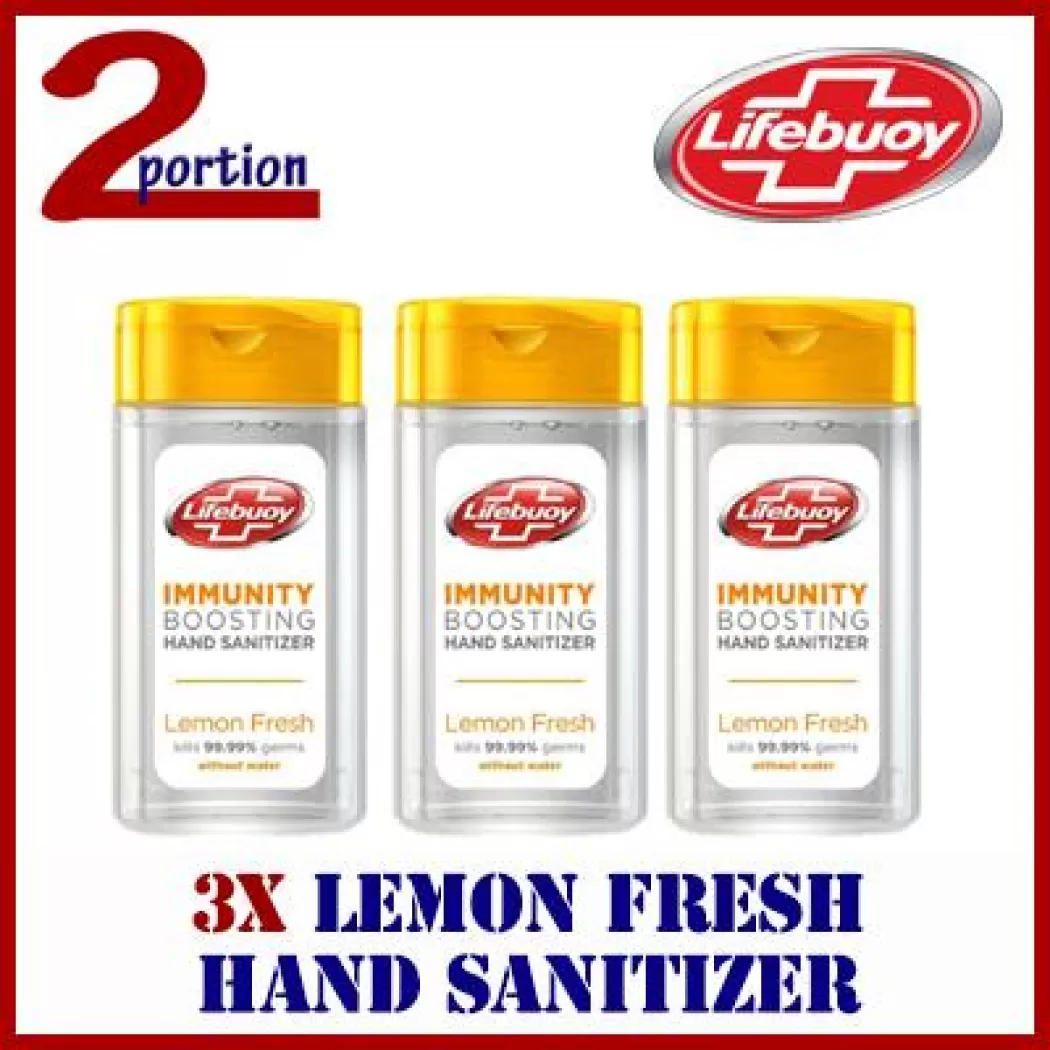 2portion
Lifebuoy
Lifebuoy
IMMUNITY
BOOSTING
HAND SANITIZER
Lemon Fresh
kills 99.99% germs
without water
Lifebuoy
IMMUNITY
BOOSTING
HAND SANITIZER
Lemon Fresh
kills 99.99% germs
without water
Lifebuoy
IMMUNITY
BOOSTING
HAND SANITIZER
Lemon Fresh
kills 99.99% germs
without water
3X LEMON FRESH
HAND SANITIZER